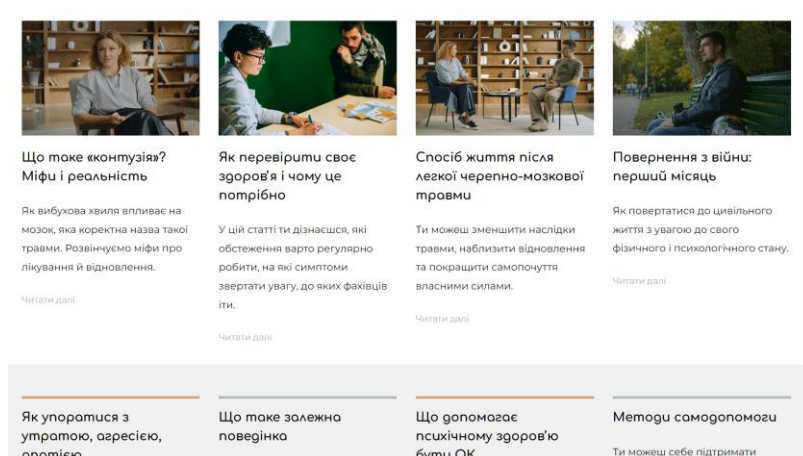 Що таке «контузія»?
Міфи і реальність
Як вибухова хвиля впливає на
мозок, яка коректна назва такої
травми. Розвінчуємо міфи про
лікування й відновлення.
Читати далі
Як перевірити своє
здоров'я і чому це
потрібно
У цій статті ти дізнаєшся, які
обстеження варто регулярно
робити, на які симптоми
звертати увагу, до яких фахівців
іти.
Читати далі
Спосіб життя після
легкої черепно-мозкової
травми
Ти можеш зменшити наслідки
травми, наблизити відновлення
та покращити самопочуття
власними силами.
Читати далі
Повернення з війни:
перший місяць
Як повертатися до цивільного
життя з увагою до свого
фізичного і психологічного стану.
Читати далі
Як упоратися з
утратою, агресією,
апатією
Що таке залежна
поведінка
Що допомагає
психічному здоров'ю
бути ОК
Методи самодопомоги
Ти можеш себе підтримати